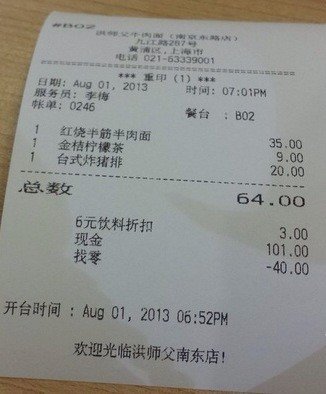 #B02
洪师父牛肉面（南京东路店）
九江路287号
黄浦区,上海市
电话 021-63339001
*** 重印 (1) ***
日期: Aug 01, 2013 时间: 07:01PM
服务员: 李梅
帐单: 0246 餐台 : B02
1 红烧半筋半肉面 35.00
1 金桔柠檬茶 9.00
1 台式炸猪排 20.00
总数 64.00
6元饮料折扣 3.00
现金 101.00
找零 -40.00
开台时间 : Aug 01, 2013 06:52PM
欢迎光临洪师父南东店!